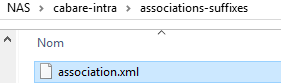 NAS > cabare-intra > associations-suffixes
Nom
association.xml